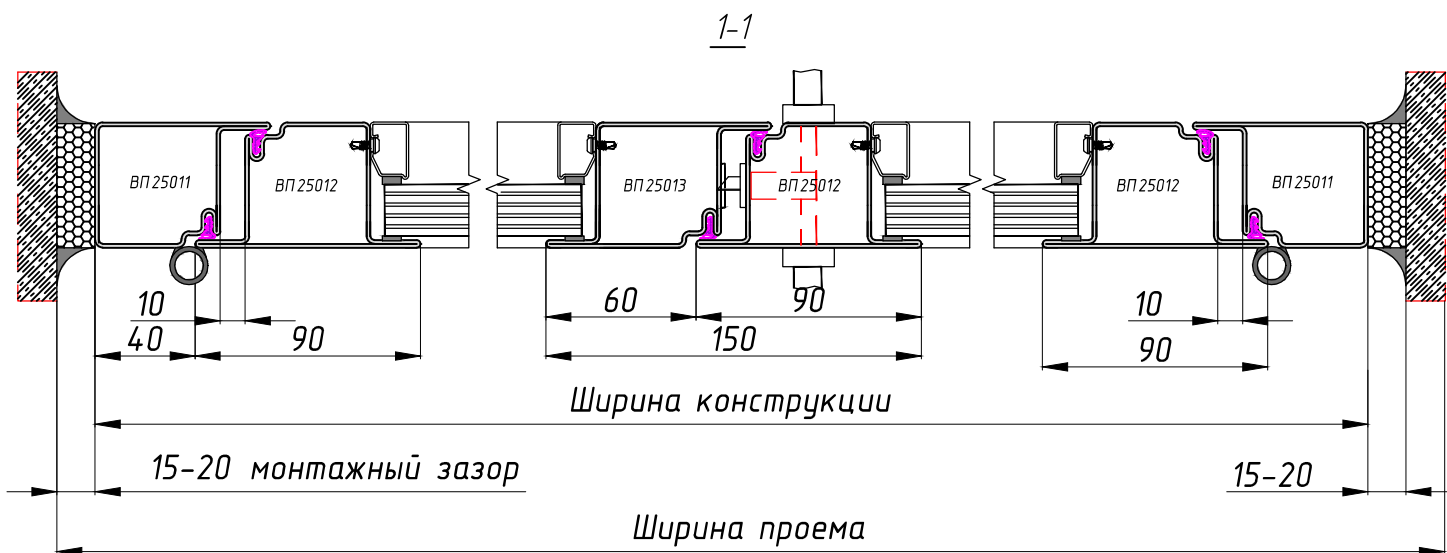 1-1
ВП25011
ВП25012
ВП25013
ВП25012
ВП25012
ВП25011
10
60
90
10
40
90
150
90
Ширина конструкции
15-20 монтажный зазор
15-20
Ширина проема